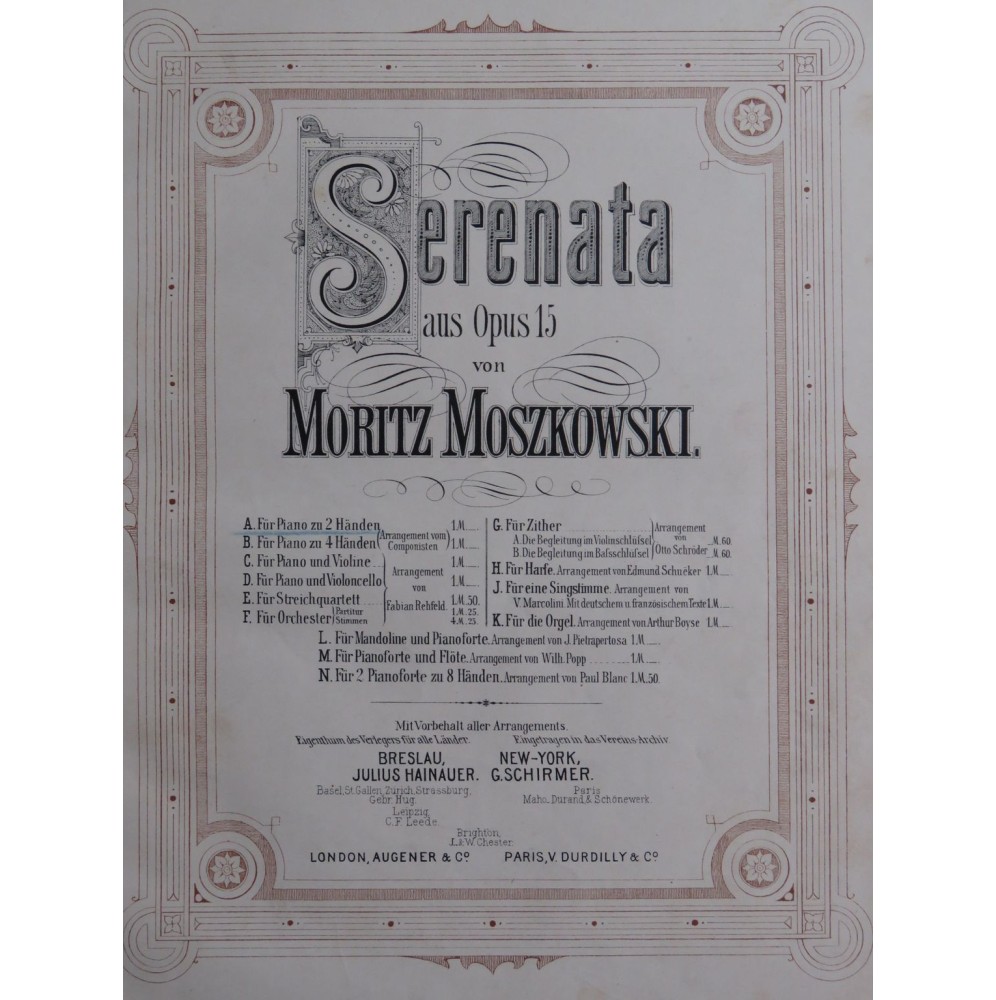 Serenata
aus Opus 15
von
MORITZ MOSZKOWSKI.
A. Für Piano zu 2 Händen 1.M.
B. Für Piano zu 4 Händen (Arrangement vom Componisten) 1.M.
C. Für Piano und Violine 1.M.
D. Für Piano und Violoncello 1.M.
E. Für Streichquartett 1.M.50.
F. Für Orchester Partitur 1.M.25.
Stimmen 4.M.25.
Arrangement
von
Fabian Rehfeld.
G. Für Zither
A. Die Begleitung im Violinschlüfsel _M.60.
B. Die Begleitung im Bafsschlüfsel _M.60.
Arrangement
von
Otto Schröder
H. Für Harfe. Arrangement von Edmund Schuëker 1.M.
J. Für eine Singstimme. Arrangement von
V. Marcolini Mit deutschem u. französischem Texte 1.M.
K. Für die Orgel. Arrangement von Arthur Boyse 1.M.
L. Für Mandoline und Pianoforte. Arrangement von J. Pietrapertosa 1.M.
M. Für Pianoforte und Flöte. Arrangement von Wilh. Popp 1.M.
N. Für 2 Pianoforte zu 8 Händen. Arrangement von Paul Blanc 1.M.50.
Mit Vorbehalt aller Arrangements.
Eigenthum des Verlegers für alle Länder. Eingetragen in das Vereins-Archiv.
BRESLAU, NEW-YORK,
JULIUS HAINAUER. G. SCHIRMER.
Basel, St. Gallen, Zürich, Strassburg, Paris
Gebr. Hug. Maho. Durand, & Schönewerk.
Leipzig,
C. F. Leede.
Brighton,
J. & W. Chester.
LONDON, AUGENER & Co. PARIS, V. DURDILLY & Co.